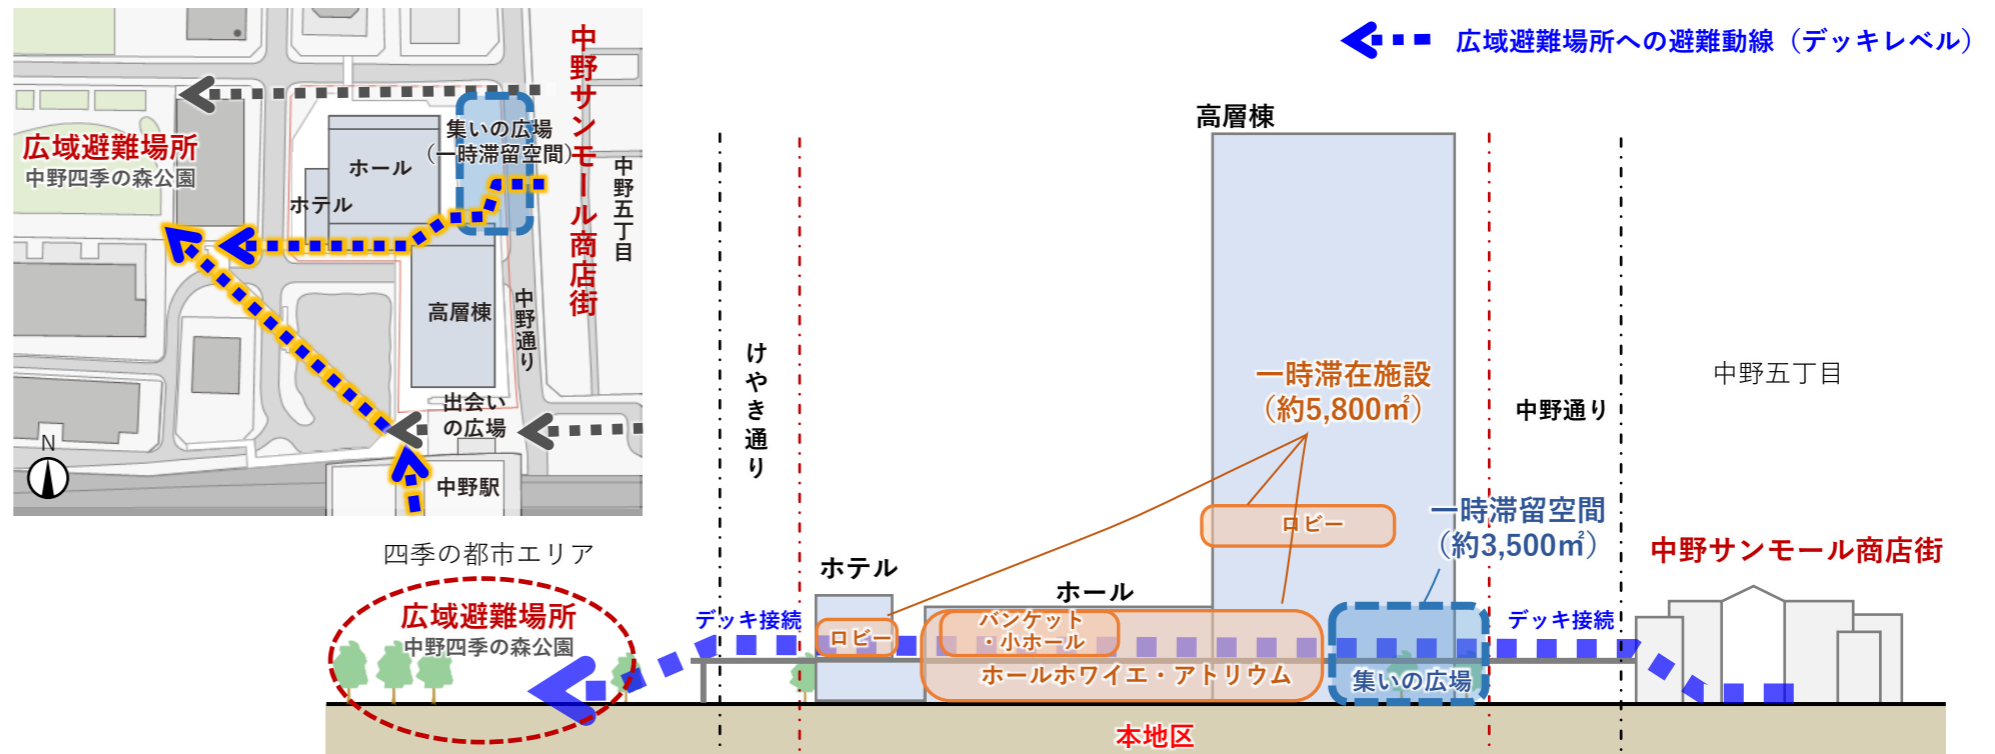 中野サンモール商店街
広域避難場所
中野四季の森公園
集いの広場
（一時滞留空間）
ホール
ホテル
中野五丁目
高層棟
中野通り
出会い
の広場
中野駅
N
広域避難場所への避難動線（デッキレベル）
高層棟
けやき通り
一時滞在施設
（約5,800㎡）
中野通り
中野五丁目
ロビー
一時滞留空間
（約3,500㎡）
中野サンモール商店街
四季の都市エリア
広域避難場所
中野四季の森公園
デッキ接続
ホテル
ロビー
ホール
バンケット
・小ホール
ホールホワイエ・アトリウム
集いの広場
デッキ接続
本地区